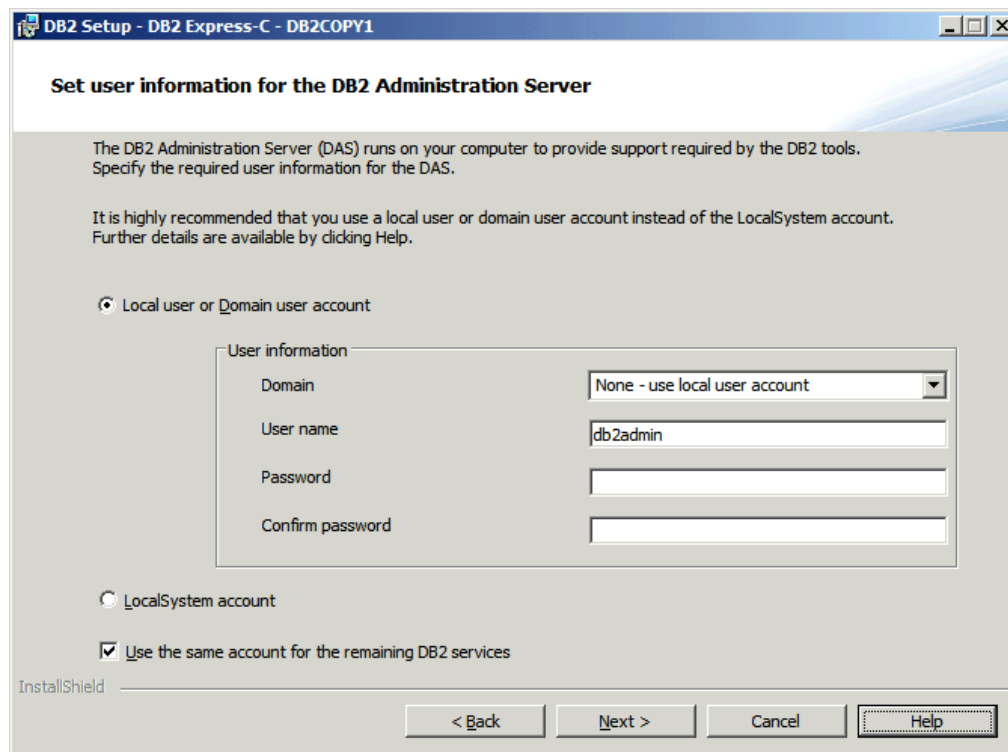 DB2 Setup - DB2 Express-C - DB2COPY1
Set user information for the DB2 Administration Server
The DB2 Administration Server (DAS) runs on your computer to provide support required by the DB2 tools.
Specify the required user information for the DAS.
It is highly recommended that you use a local user or domain user account instead of the LocalSystem account.
Further details are available by clicking Help.
Local user or Domain user account
User information
Domain None - use local user account
User name db2admin
Password
Confirm password
LocalSystem account
Use the same account for the remaining DB2 services
InstallShield
< Back Next > Cancel Help